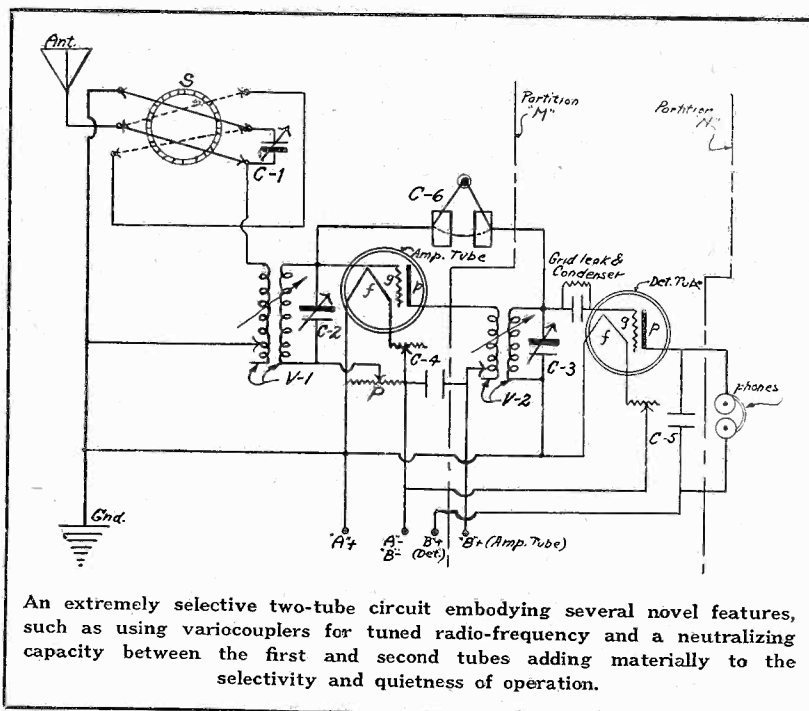 Ant.
S
C-1
Partition
"M"
Partition
"N"
C-6
Amp. Tube
Grid leak &
Condenser
Det. Tube
f
g
p
C-2
C-4
V-1
P
C-3
V-2
f
g
p
phones
C-5
Gnd.
"A"+
A-
"B"-
B"+
(Det.)
"B"+ (Amp. Tube)
An extremely selective two-tube circuit embodying several novel features,
such as using variocouplers for tuned radio-frequency and a neutralizing
capacity between the first and second tubes adding materially to the
selectivity and quietness of operation.